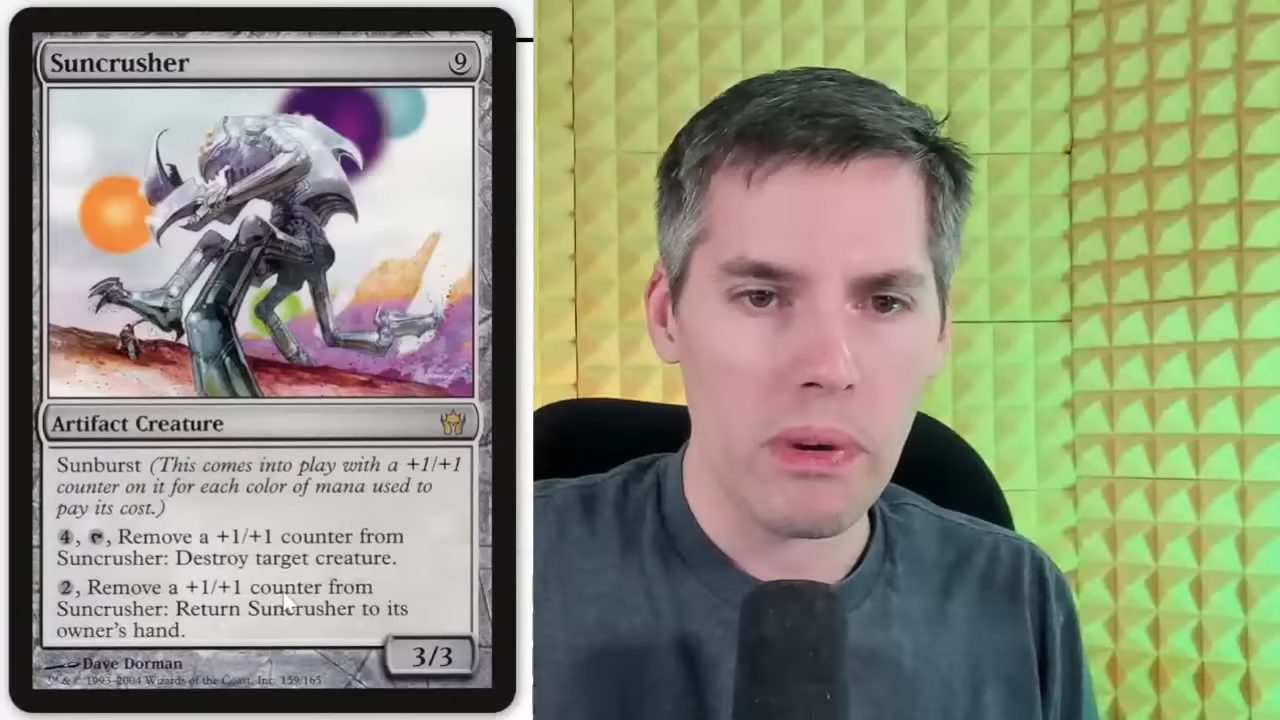 Suncrusher 9
Artifact Creature
Sunburst (This comes into play with a +1/+1
counter on it for each color of mana used to
pay its cost.)
4, , Remove a +1/+1 counter from
Suncrusher: Destroy target creature.
2, Remove a +1/+1 counter from
Suncrusher: Return Suncrusher to its
owner's hand.
3/3
Dave Dorman
™ & © 1993–2004 Wizards of the Coast, Inc. 159/165